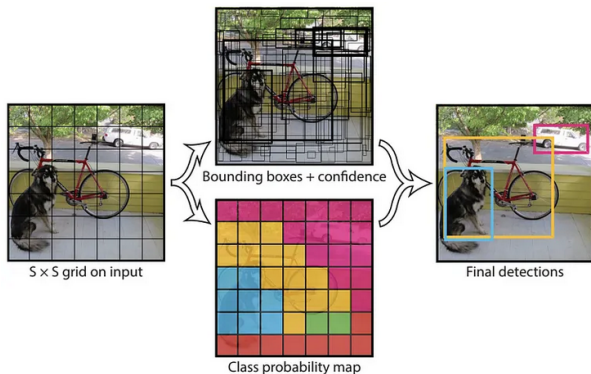 S × S grid on input
Bounding boxes + confidence
Class probability map
Final detections